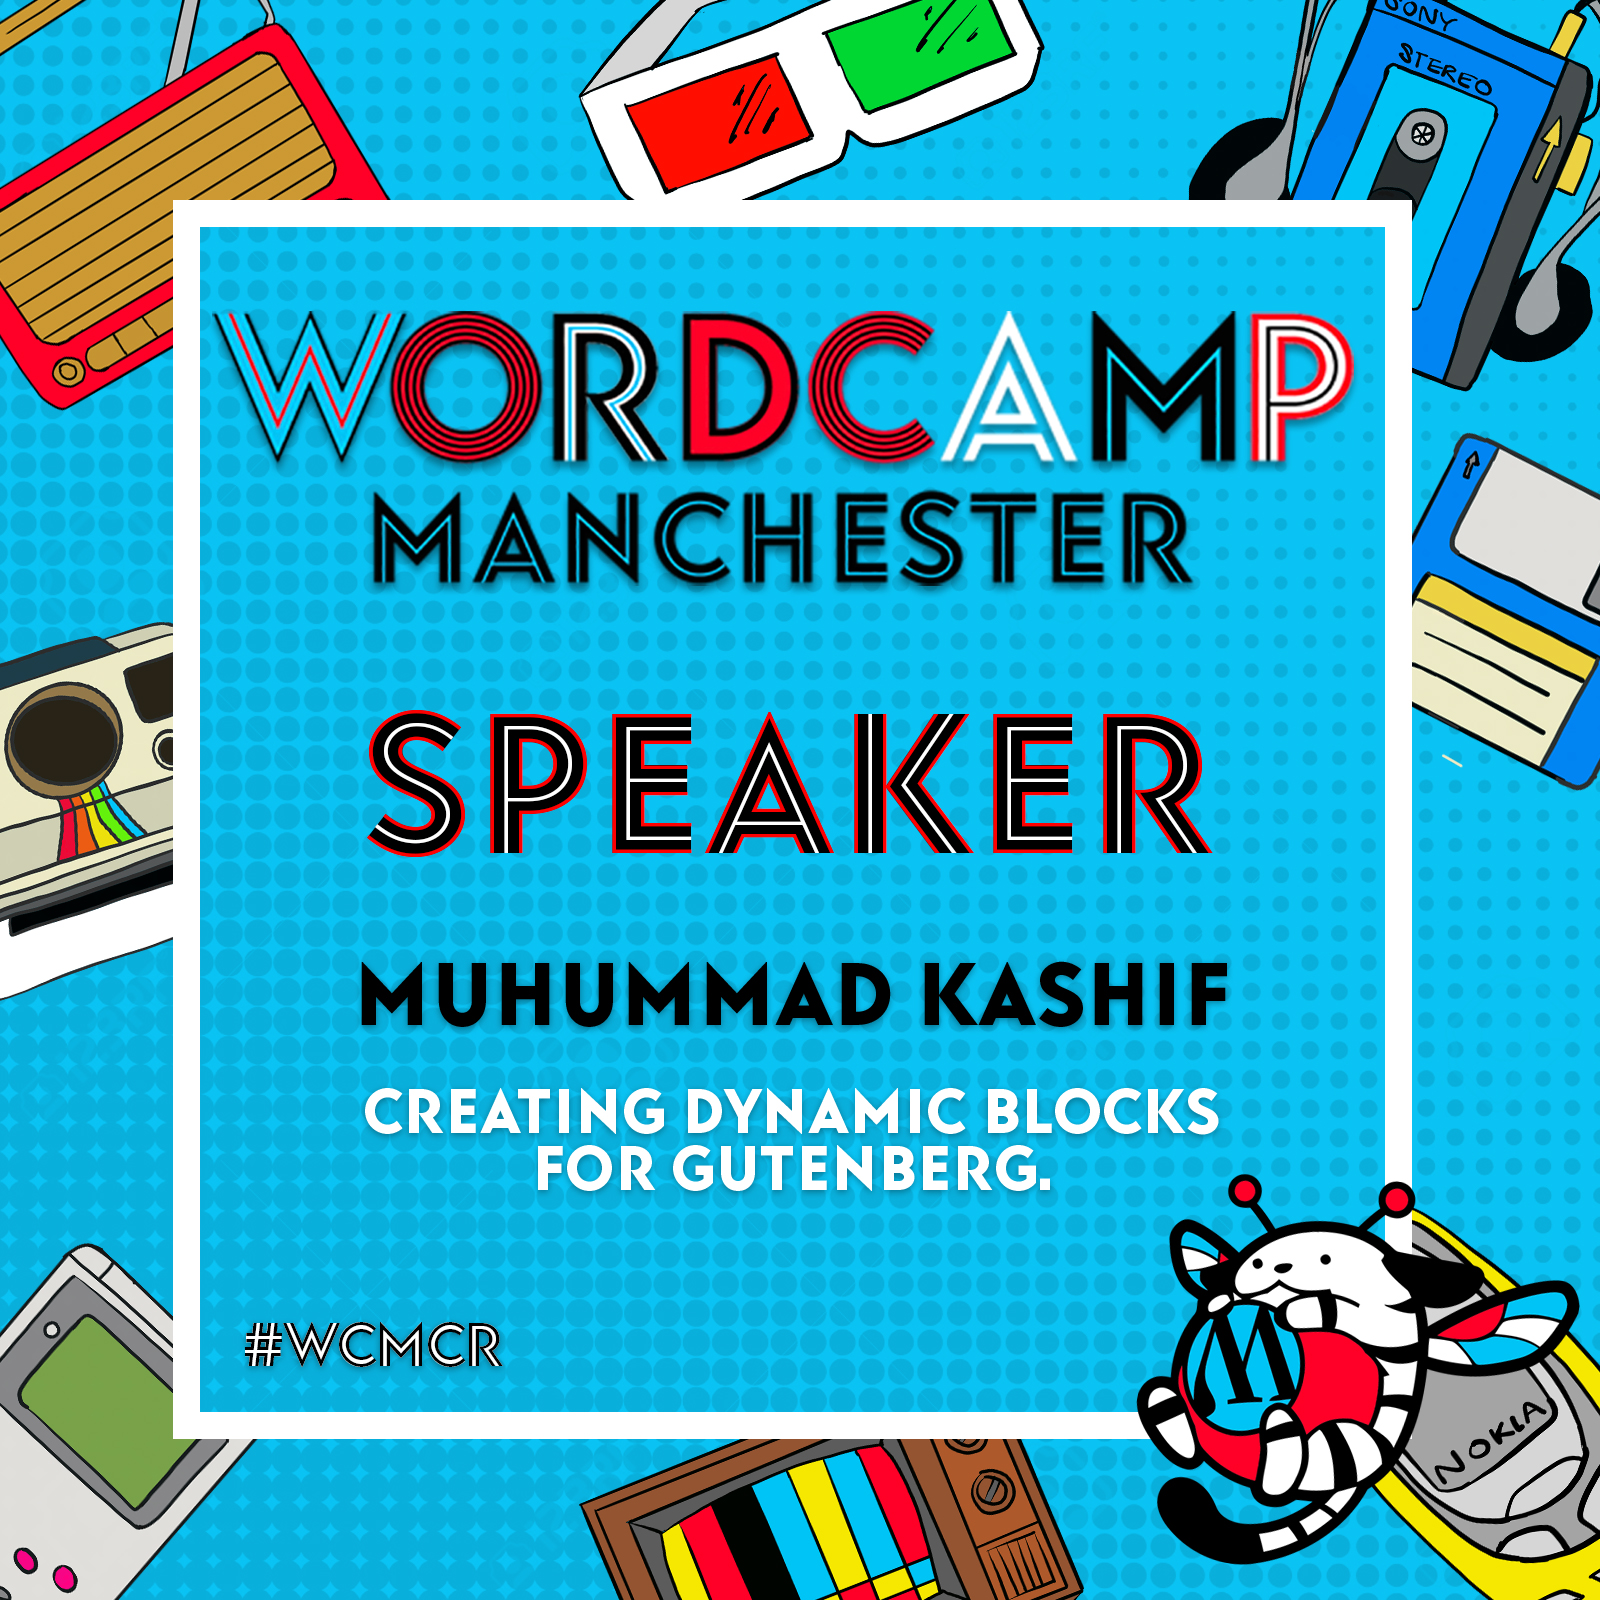 SONY
STEREO
WORDCAMP
MANCHESTER
SPEAKER
MUHUMMAD KASHIF
CREATING DYNAMIC BLOCKS
FOR GUTENBERG.
#WCMCR
W
NOKIA